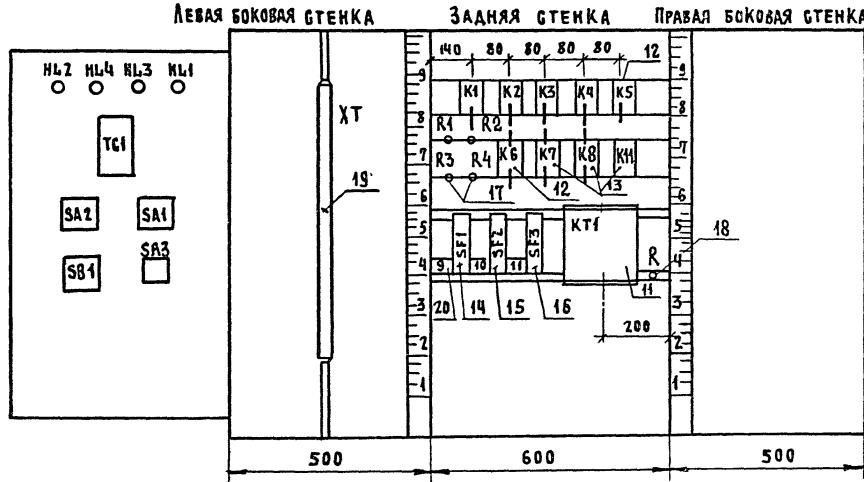 ЛЕВАЯ БОКОВАЯ СТЕНКА ЗАДНЯЯ СТЕНКА ПРАВАЯ БОКОВАЯ СТЕНКА
140 80 80 80 80 12
HL2 HL4 HL3 HL1
K1 K2 K3 K4 K5
XT
TC1
R1 R2
K6 K7 K8 K11
R3 R4
19 17 12 13
SA2 SA1
SF1 SF2 SF3 KT1 18
SA3
SB1
R
9 10 11
20 14 15 16 11
200
9 8 7 6 5 4 3 2 1
9 8 7 6 5 4 3 2 1
500 600 500